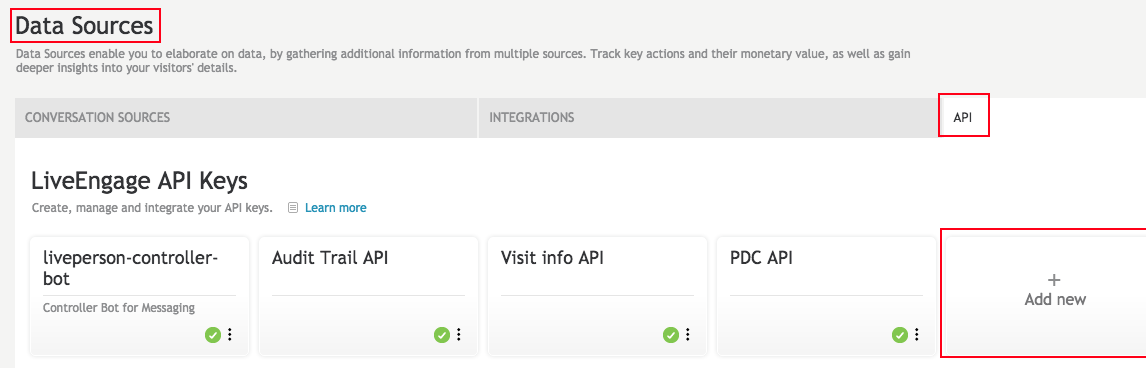 Data Sources
Data Sources enable you to elaborate on data, by gathering additional information from multiple sources. Track key actions and their monetary value, as well as gain
deeper insights into your visitors' details.
CONVERSATION SOURCES
INTEGRATIONS
API
LiveEngage API Keys
Create, manage and integrate your API keys.
Learn more
liveperson-controller-
bot
Controller Bot for Messaging
Audit Trail API
Visit info API
PDC API
+
Add new